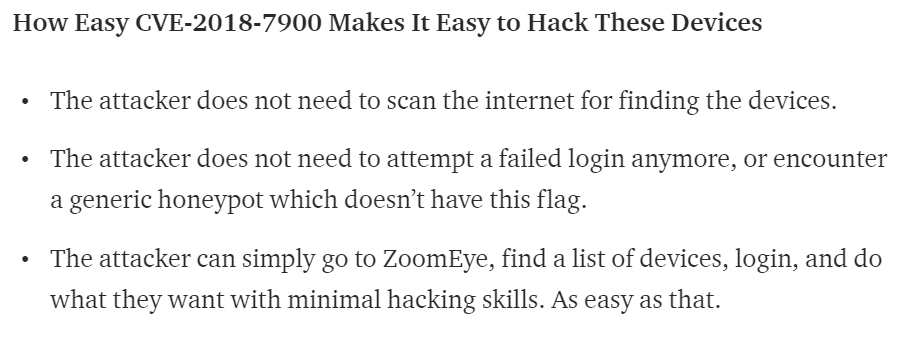 How Easy CVE-2018-7900 Makes It Easy to Hack These Devices
• The attacker does not need to scan the internet for finding the devices.
• The attacker does not need to attempt a failed login anymore, or encounter
a generic honeypot which doesn’t have this flag.
• The attacker can simply go to ZoomEye, find a list of devices, login, and do
what they want with minimal hacking skills. As easy as that.